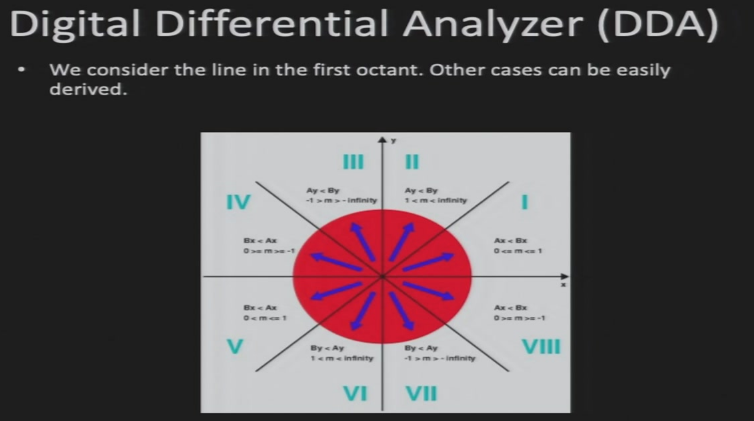 Digital Differential Analyzer (DDA)
• We consider the line in the first octant. Other cases can be easily
derived.
y
III
II
Ay < By
-1 > m > - infinity
Ay < By
1 < m < infinity
IV
I
Bx < Ax
0 >= m >= -1
Ax < Bx
0 <= m <= 1
x
Bx < Ax
0 < m <= 1
Ax < Bx
0 >= m >= -1
V
VIII
By < Ay
1 < m < infinity
By < Ay
-1 > m > - infinity
VI
VII